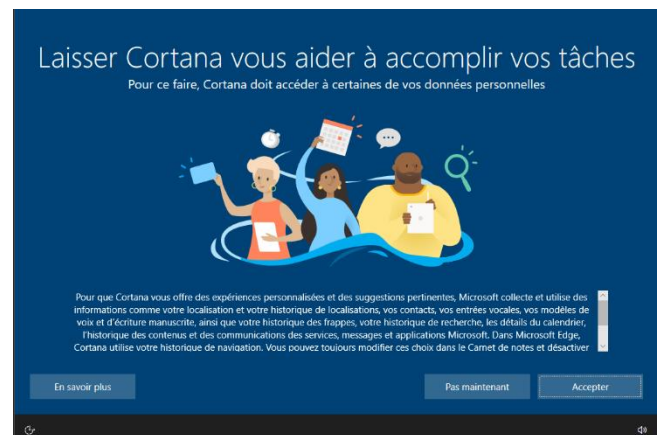 Laisser Cortana vous aider à accomplir vos tâches
Pour ce faire, Cortana doit accéder à certaines de vos données personnelles
Pour que Cortana vous offre des expériences personnalisées et des suggestions pertinentes, Microsoft collecte et utilise des
informations comme votre localisation et votre historique de localisations, vos contacts, vos entrées vocales, vos modèles de
voix et d'écriture manuscrite, ainsi que votre historique des frappes, votre historique de recherche, les détails du calendrier,
l'historique des contenus et des communications des services, messages et applications Microsoft. Dans Microsoft Edge,
Cortana utilise votre historique de navigation. Vous pouvez toujours modifier ces choix dans le Carnet de notes et désactiver
En savoir plus
Pas maintenant
Accepter